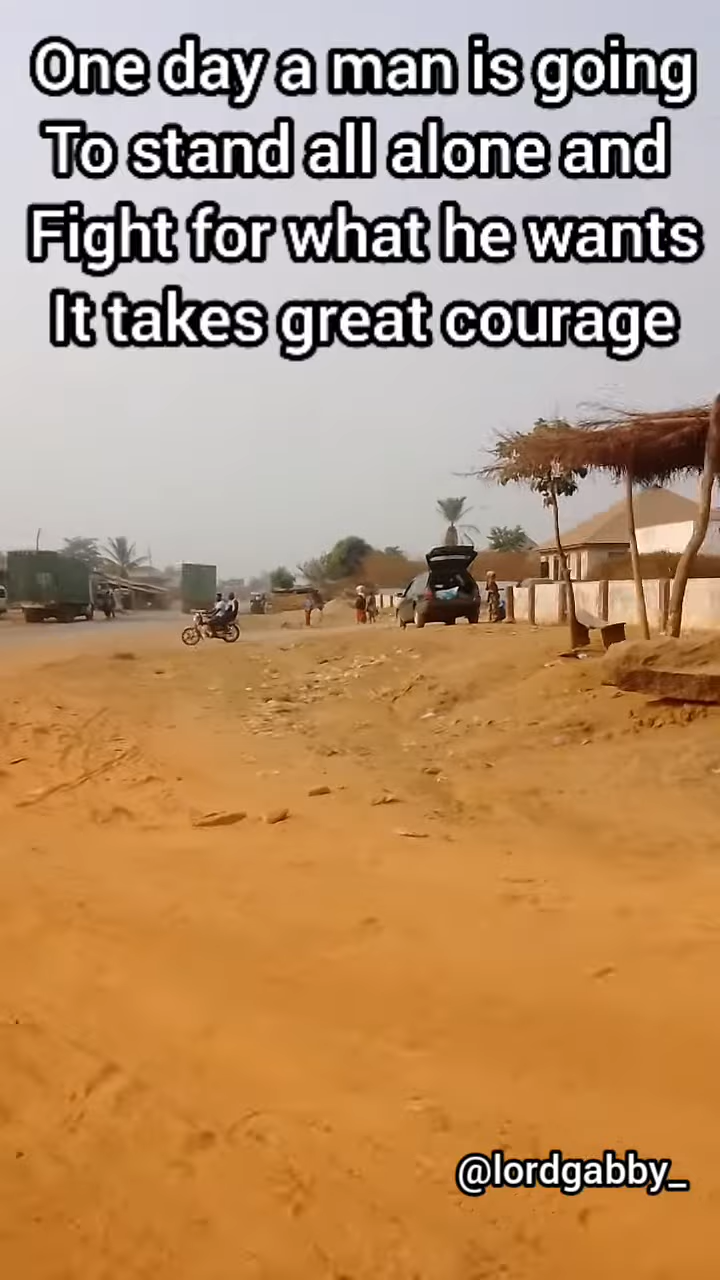 One day a man is going
To stand all alone and
Fight for what he wants
It takes great courage
@lordgabby_